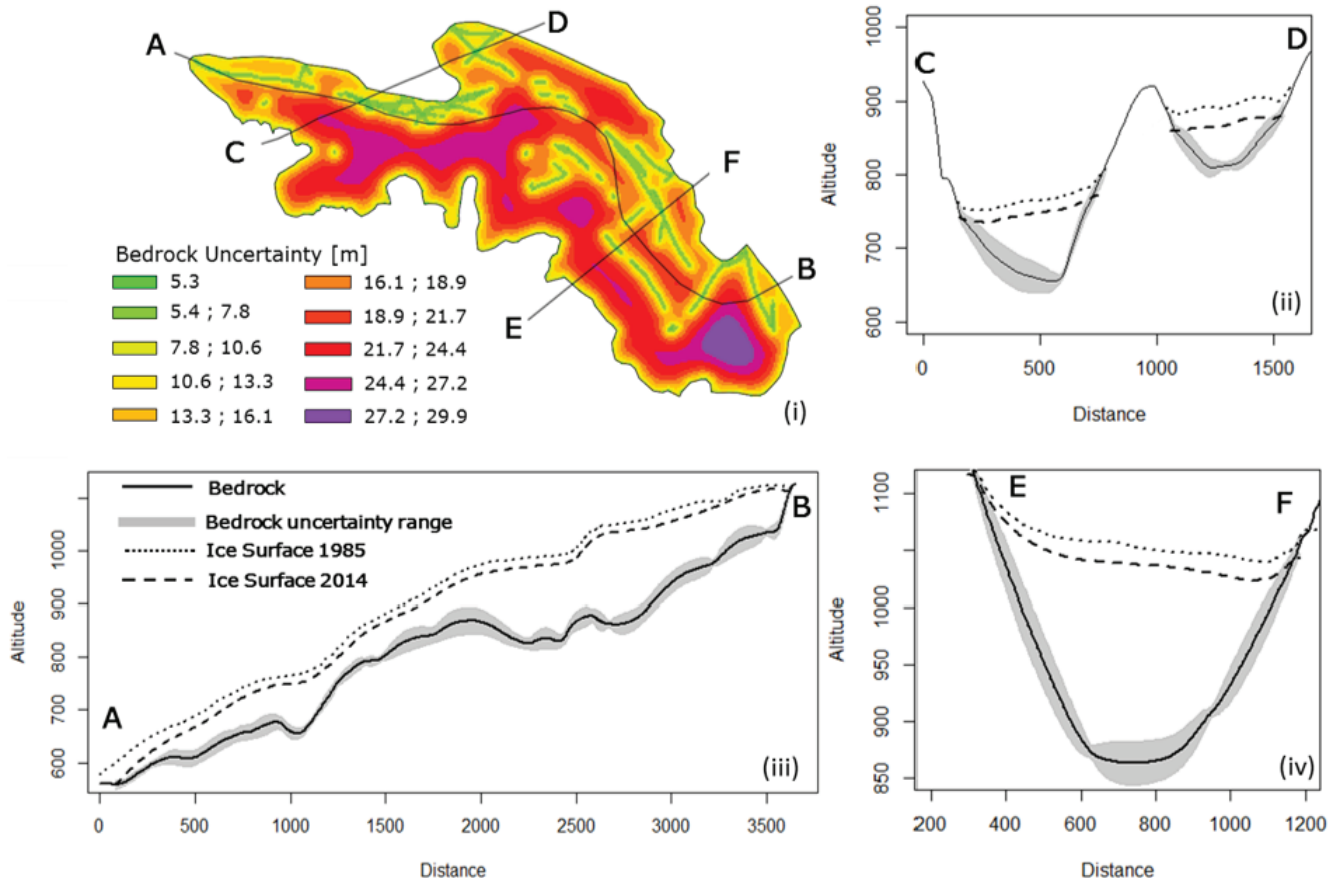 A
D
C
F
B
E
Bedrock Uncertainty [m]
5.3
5.4 ; 7.8
7.8 ; 10.6
10.6 ; 13.3
13.3 ; 16.1
16.1 ; 18.9
18.9 ; 21.7
21.7 ; 24.4
24.4 ; 27.2
27.2 ; 29.9
(i)
C
D
Altitude
1000
900
800
700
600
0
500
1000
1500
Distance
(ii)
Bedrock
Bedrock uncertainty range
Ice Surface 1985
Ice Surface 2014
A
B
Altitude
1000
900
800
700
600
0
500
1000
1500
2000
2500
3000
3500
Distance
(iii)
E
F
Altitude
1100
1000
950
900
850
200
400
600
800
1000
1200
Distance
(iv)